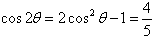 cos 2θ = 2cos² θ − 1 = 4/5